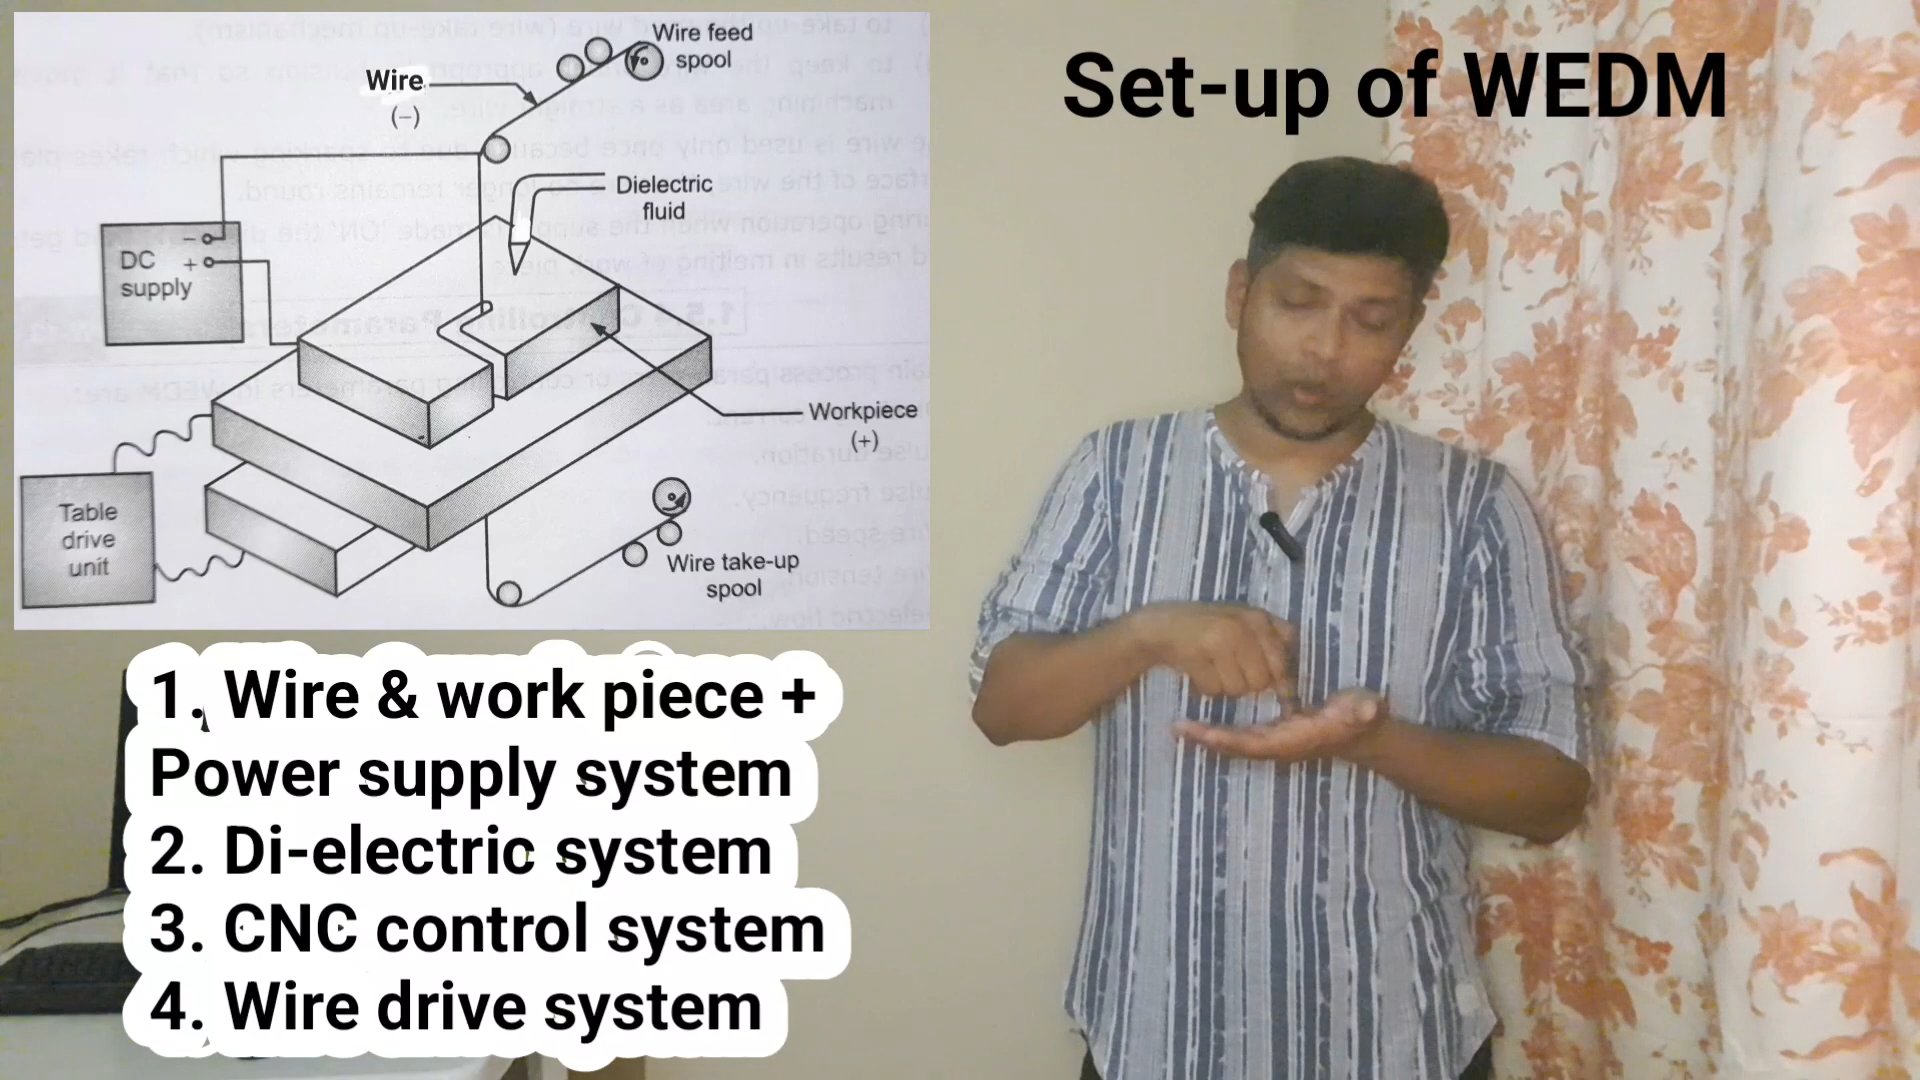 Set-up of WEDM
Wire feed
spool
Wire
(−)
Dielectric
fluid
− 
DC +
supply
Workpiece
(+)
Table
drive
unit
Wire take-up
spool
1. Wire & work piece +
Power supply system
2. Di-electric system
3. CNC control system
4. Wire drive system